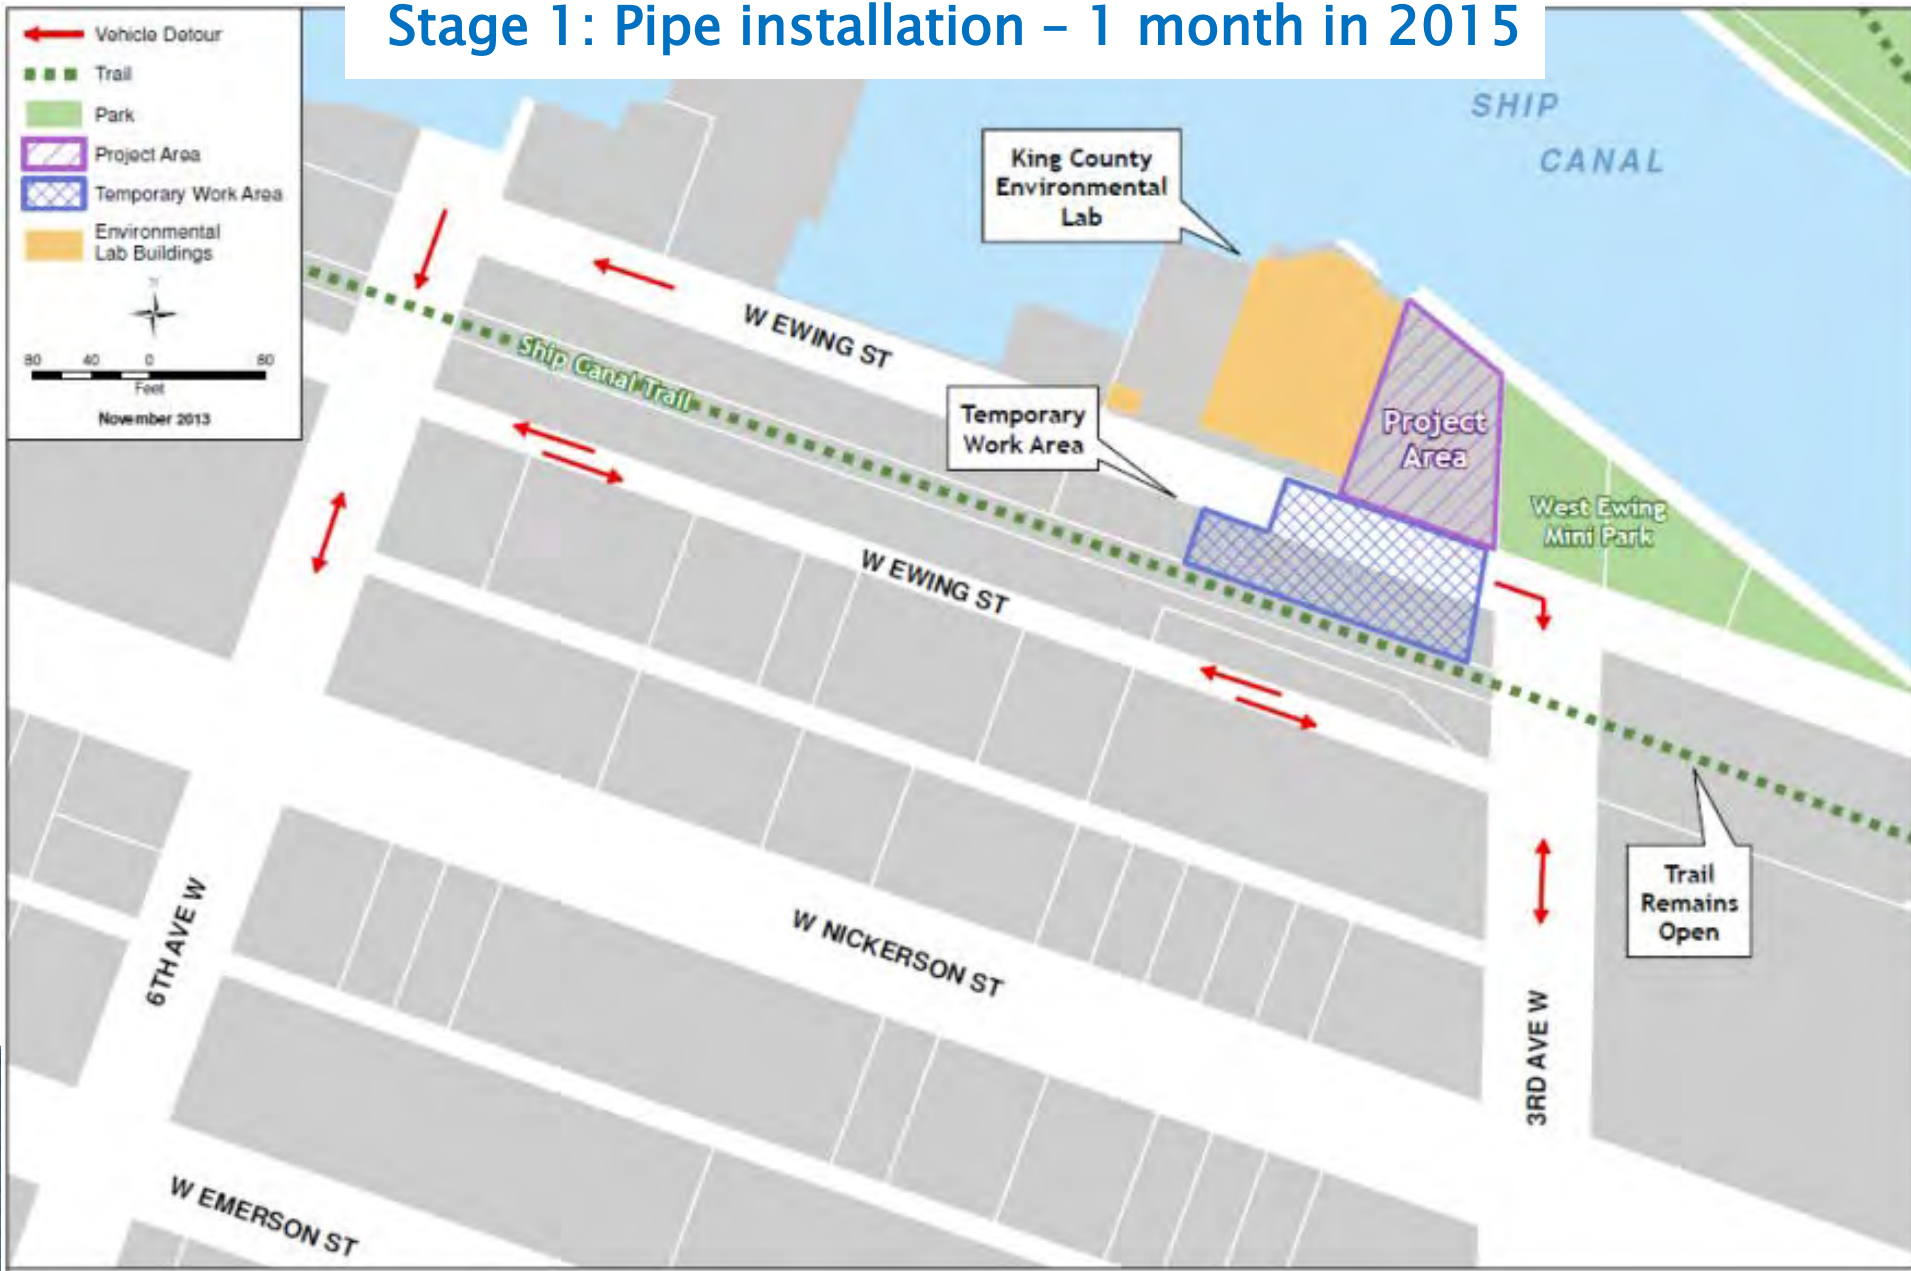 Stage 1: Pipe installation – 1 month in 2015
Vehicle Detour
Trail
Park
Project Area
Temporary Work Area
Environmental
Lab Buildings
N
80 40 0 80
Feet
November 2013
SHIP
CANAL
King County
Environmental
Lab
W EWING ST
Ship Canal Trail
Temporary
Work Area
Project
Area
West Ewing
Mini Park
W EWING ST
Trail
Remains
Open
6TH AVE W
W NICKERSON ST
3RD AVE W
W EMERSON ST